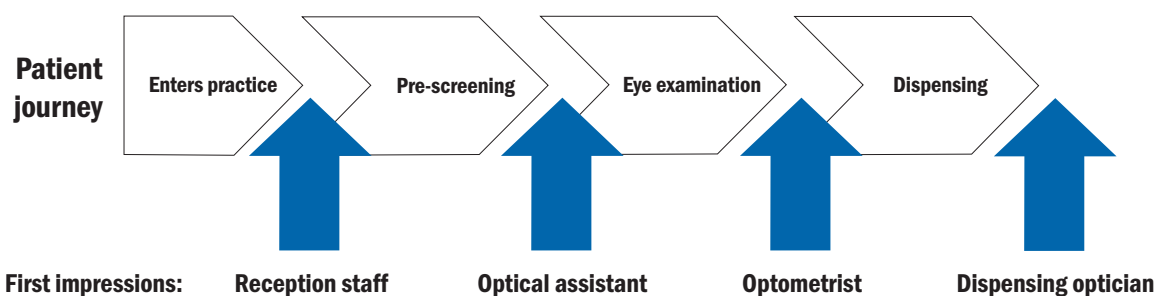 Patient
journey
Enters practice
Pre-screening
Eye examination
Dispensing
First impressions:
Reception staff
Optical assistant
Optometrist
Dispensing optician